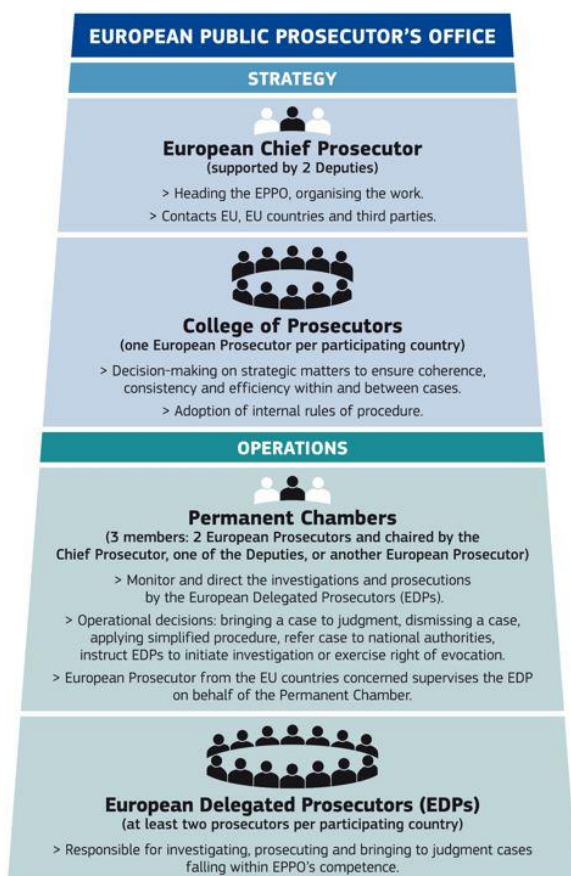 EUROPEAN PUBLIC PROSECUTOR'S OFFICE
STRATEGY
European Chief Prosecutor
(supported by 2 Deputies)
> Heading the EPPO, organising the work.
> Contacts EU, EU countries and third parties.
College of Prosecutors
(one European Prosecutor per participating country)
> Decision-making on strategic matters to ensure coherence,
consistency and efficiency within and between cases.
> Adoption of internal rules of procedure.
OPERATIONS
Permanent Chambers
(3 members: 2 European Prosecutors and chaired by the
Chief Prosecutor, one of the Deputies, or another European Prosecutor)
> Monitor and direct the investigations and prosecutions
by the European Delegated Prosecutors (EDPs).
> Operational decisions: bringing a case to judgment, dismissing a case,
applying simplified procedure, refer case to national authorities,
instruct EDPs to initiate investigation or exercise right of evocation.
> European Prosecutor from the EU countries concerned supervises the EDP
on behalf of the Permanent Chamber.
European Delegated Prosecutors (EDPs)
(at least two prosecutors per participating country)
> Responsible for investigating, prosecuting and bringing to judgment cases
falling within EPPO's competence.